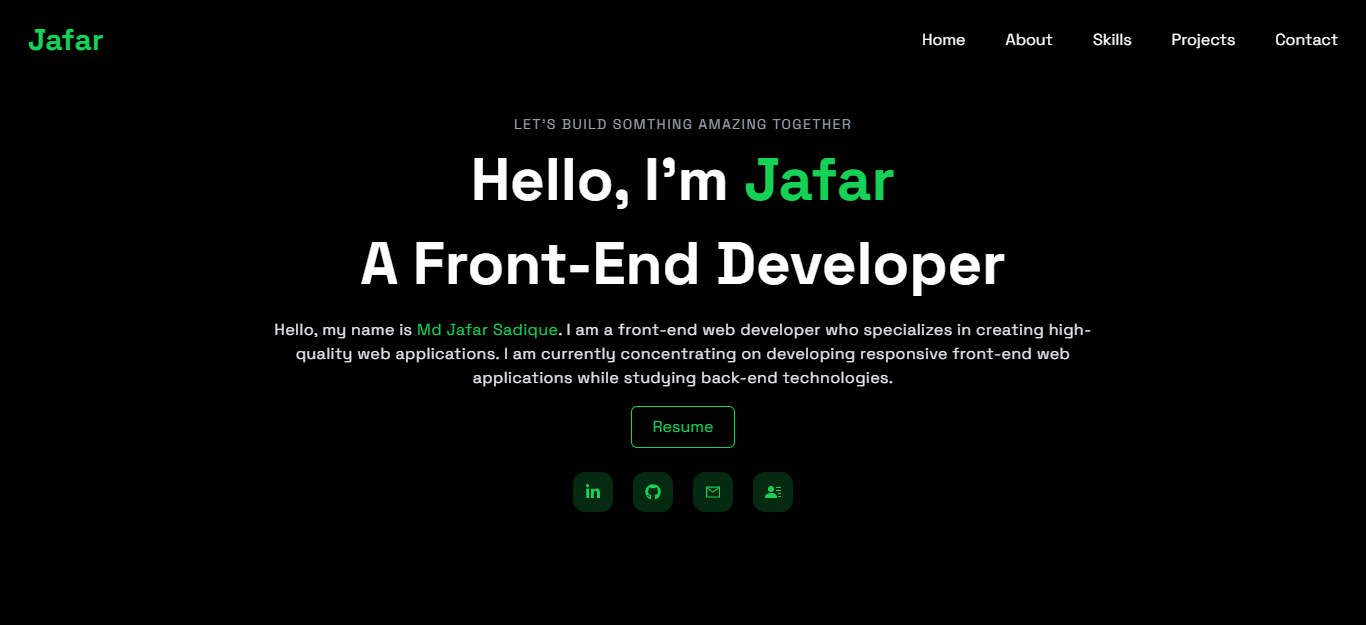 Jafar
Home About Skills Projects Contact
LET'S BUILD SOMTHING AMAZING TOGETHER
Hello, I'm Jafar
A Front-End Developer
Hello, my name is Md Jafar Sadique. I am a front-end web developer who specializes in creating high-
quality web applications. I am currently concentrating on developing responsive front-end web
applications while studying back-end technologies.
Resume
in